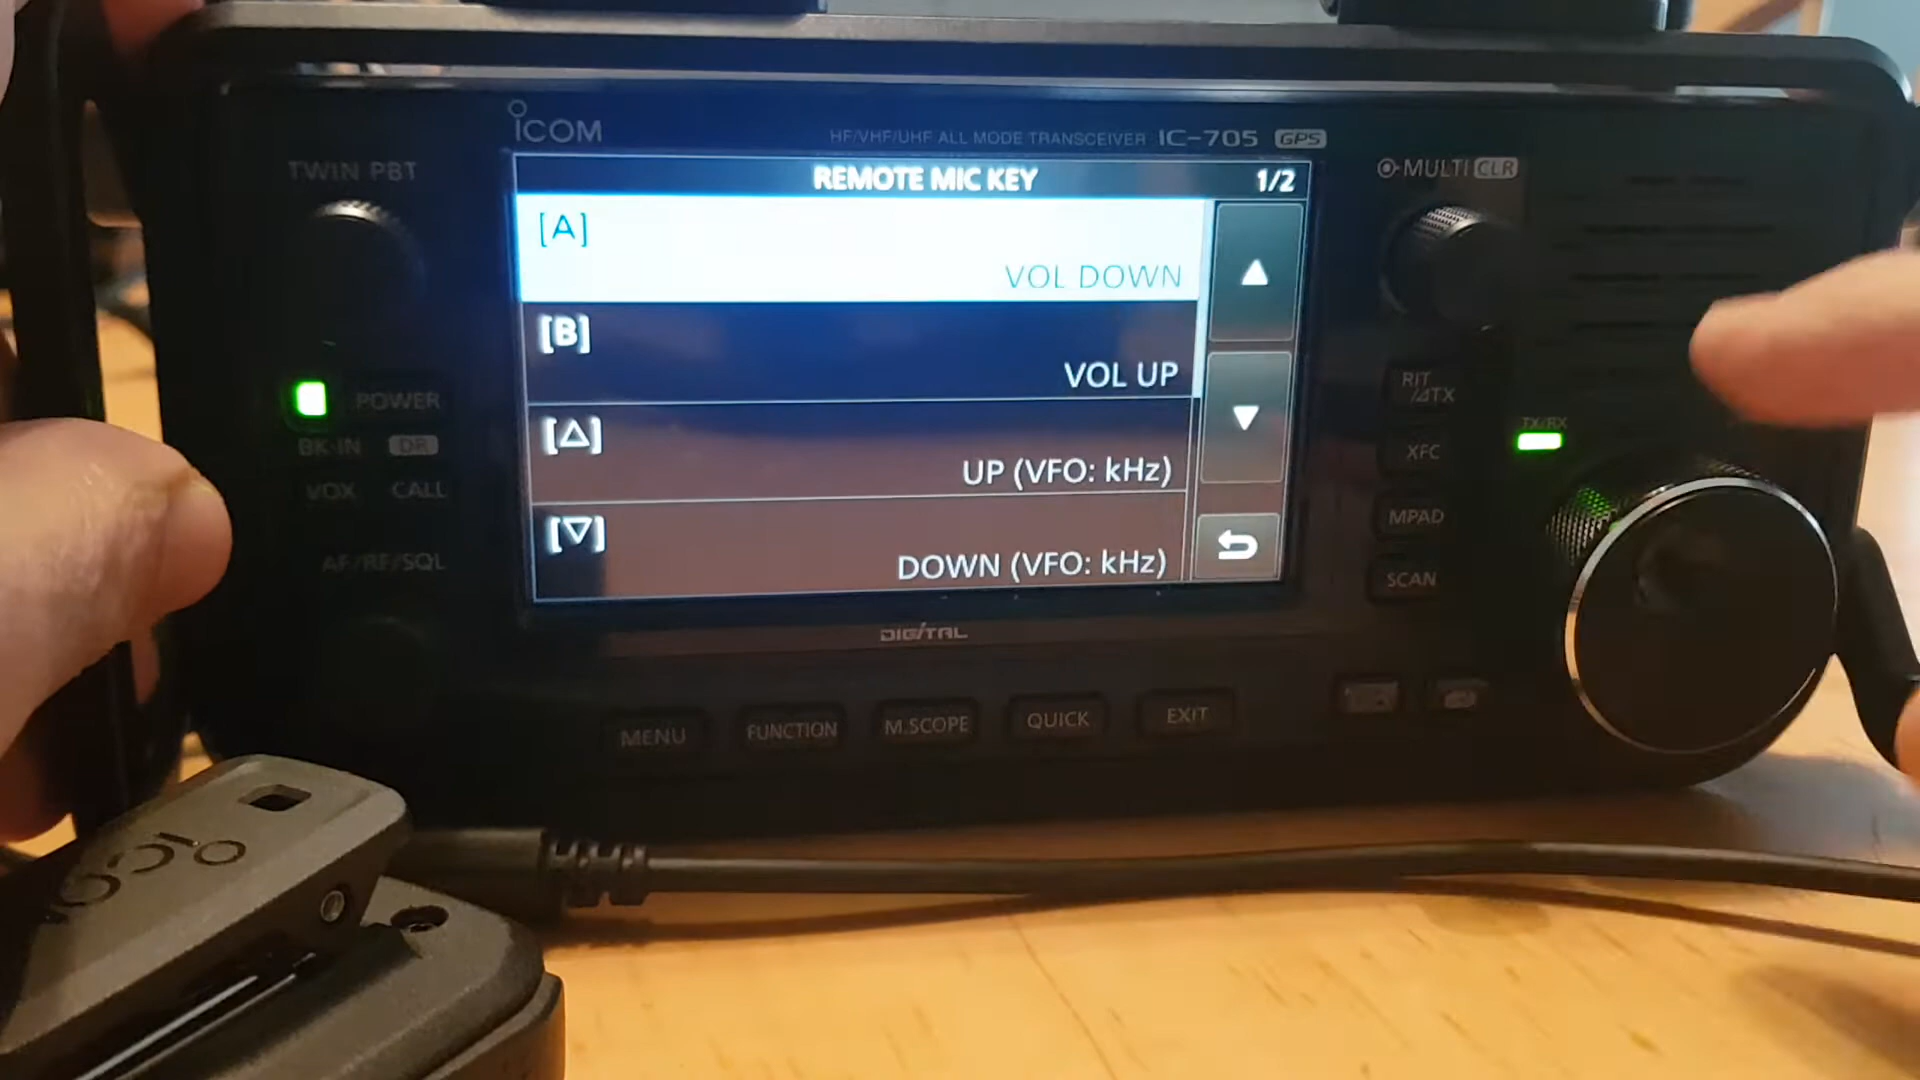 ICOM
HF/VHF/UHF ALL MODE TRANSCEIVER IC-705 GPS
TWIN PBT
REMOTE MIC KEY 1/2
MULTI CLR
[A]
VOL DOWN
[B]
VOL UP
[△]
UP (VFO: kHz)
[▽]
DOWN (VFO: kHz)
POWER
BK-IN DR
VOX CALL
AF/RF/SQL
RIT
/⊿TX
TX/RX
XFC
MPAD
SCAN
DIGITAL
MENU FUNCTION M.SCOPE QUICK EXIT
ICOM